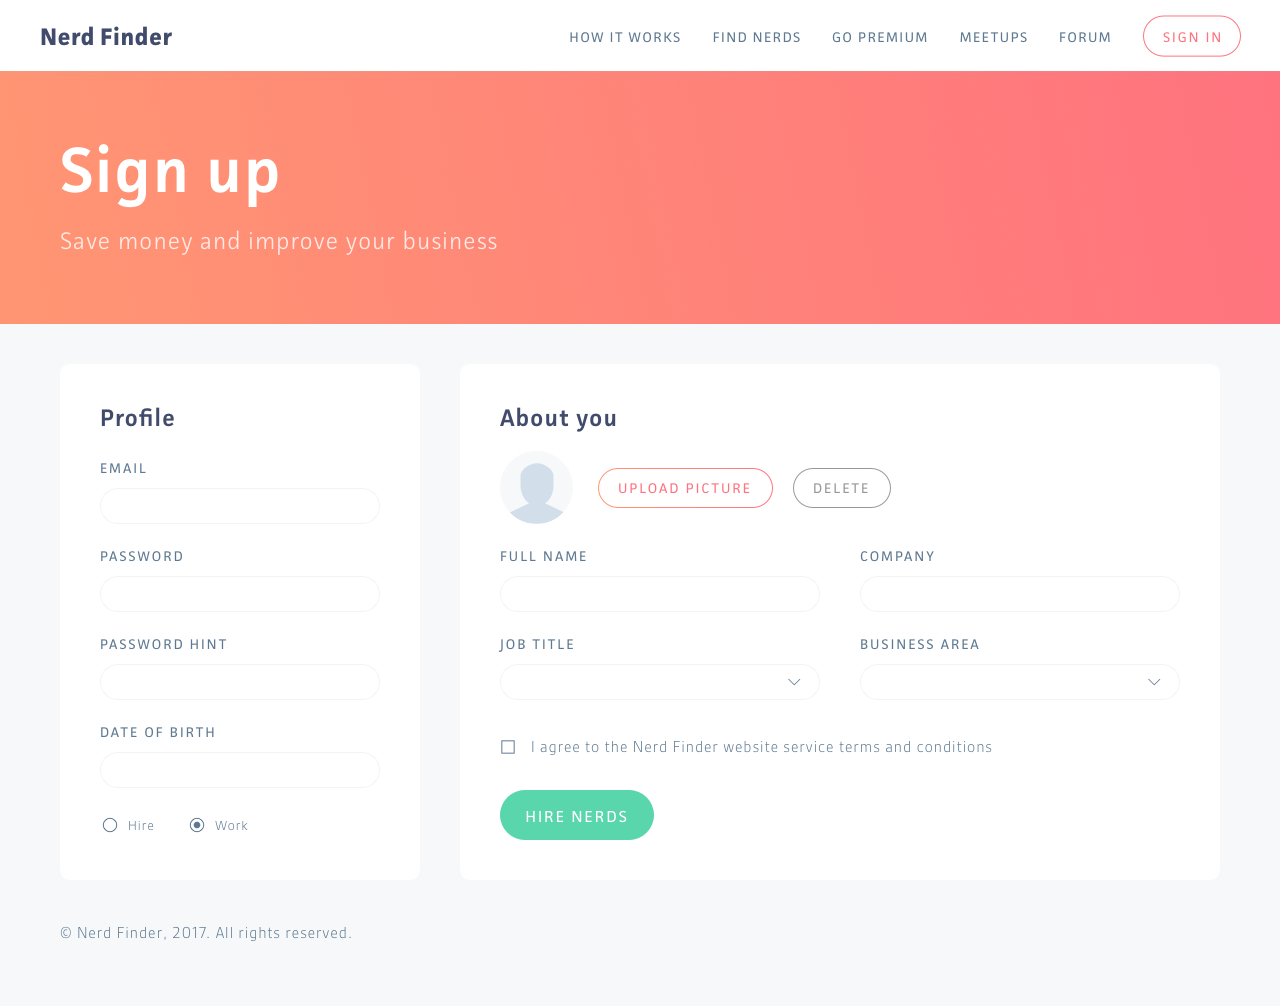 Nerd Finder
HOW IT WORKS
FIND NERDS
GO PREMIUM
MEETUPS
FORUM
SIGN IN
Sign up
Save money and improve your business
Profile
EMAIL
PASSWORD
PASSWORD HINT
DATE OF BIRTH
Hire
Work
About you
UPLOAD PICTURE
DELETE
FULL NAME
COMPANY
JOB TITLE
BUSINESS AREA
I agree to the Nerd Finder website service terms and conditions
HIRE NERDS
© Nerd Finder, 2017. All rights reserved.